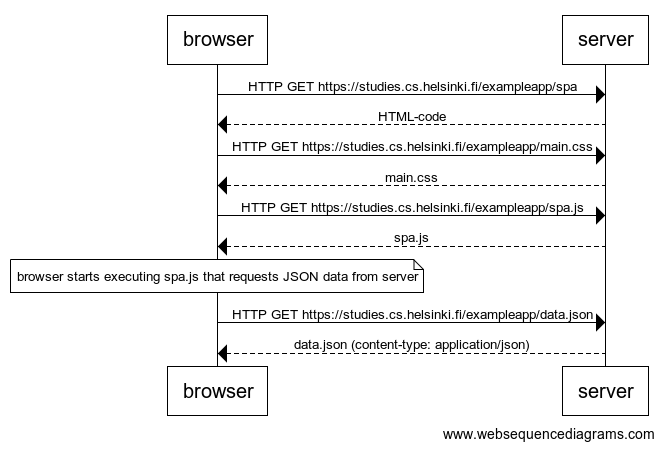 browser server
HTTP GET https://studies.cs.helsinki.fi/exampleapp/spa
HTML-code
HTTP GET https://studies.cs.helsinki.fi/exampleapp/main.css
main.css
HTTP GET https://studies.cs.helsinki.fi/exampleapp/spa.js
spa.js
browser starts executing spa.js that requests JSON data from server
HTTP GET https://studies.cs.helsinki.fi/exampleapp/data.json
data.json (content-type: application/json)
browser server
www.websequencediagrams.com